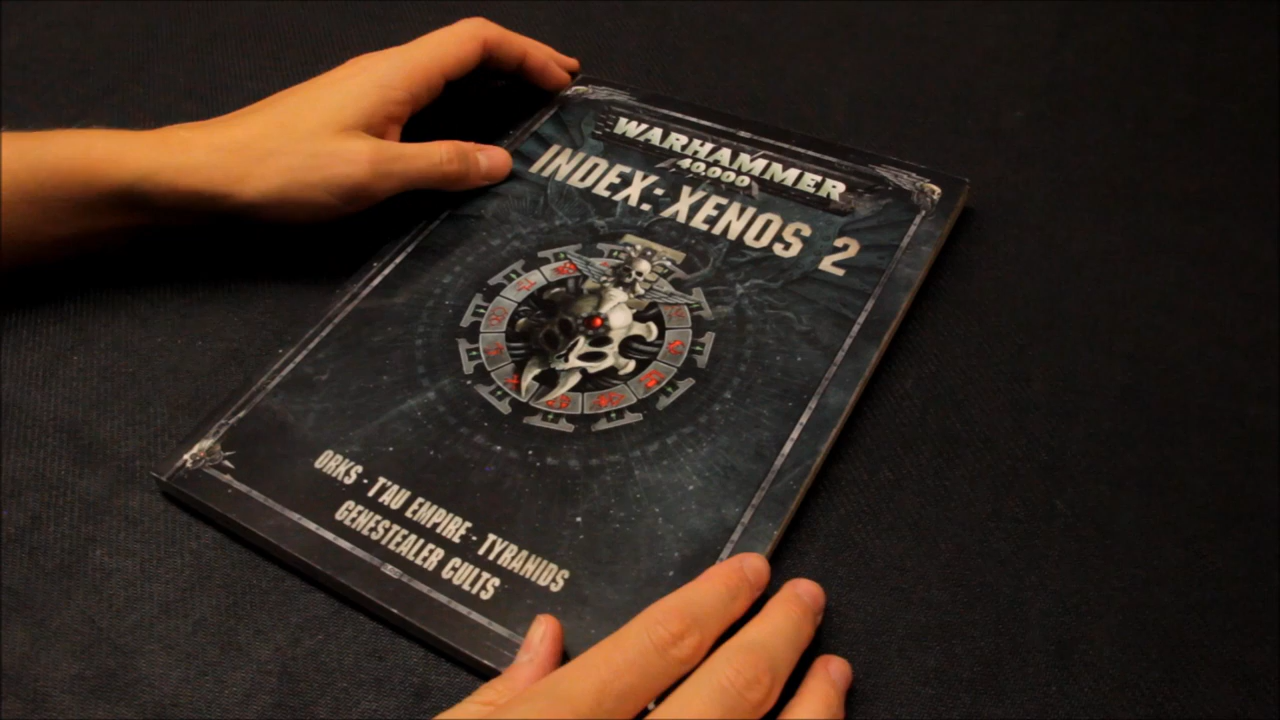 WARHAMMER
40,000
INDEX: XENOS 2
ORKS - T'AU EMPIRE - TYRANIDS
GENESTEALER CULTS